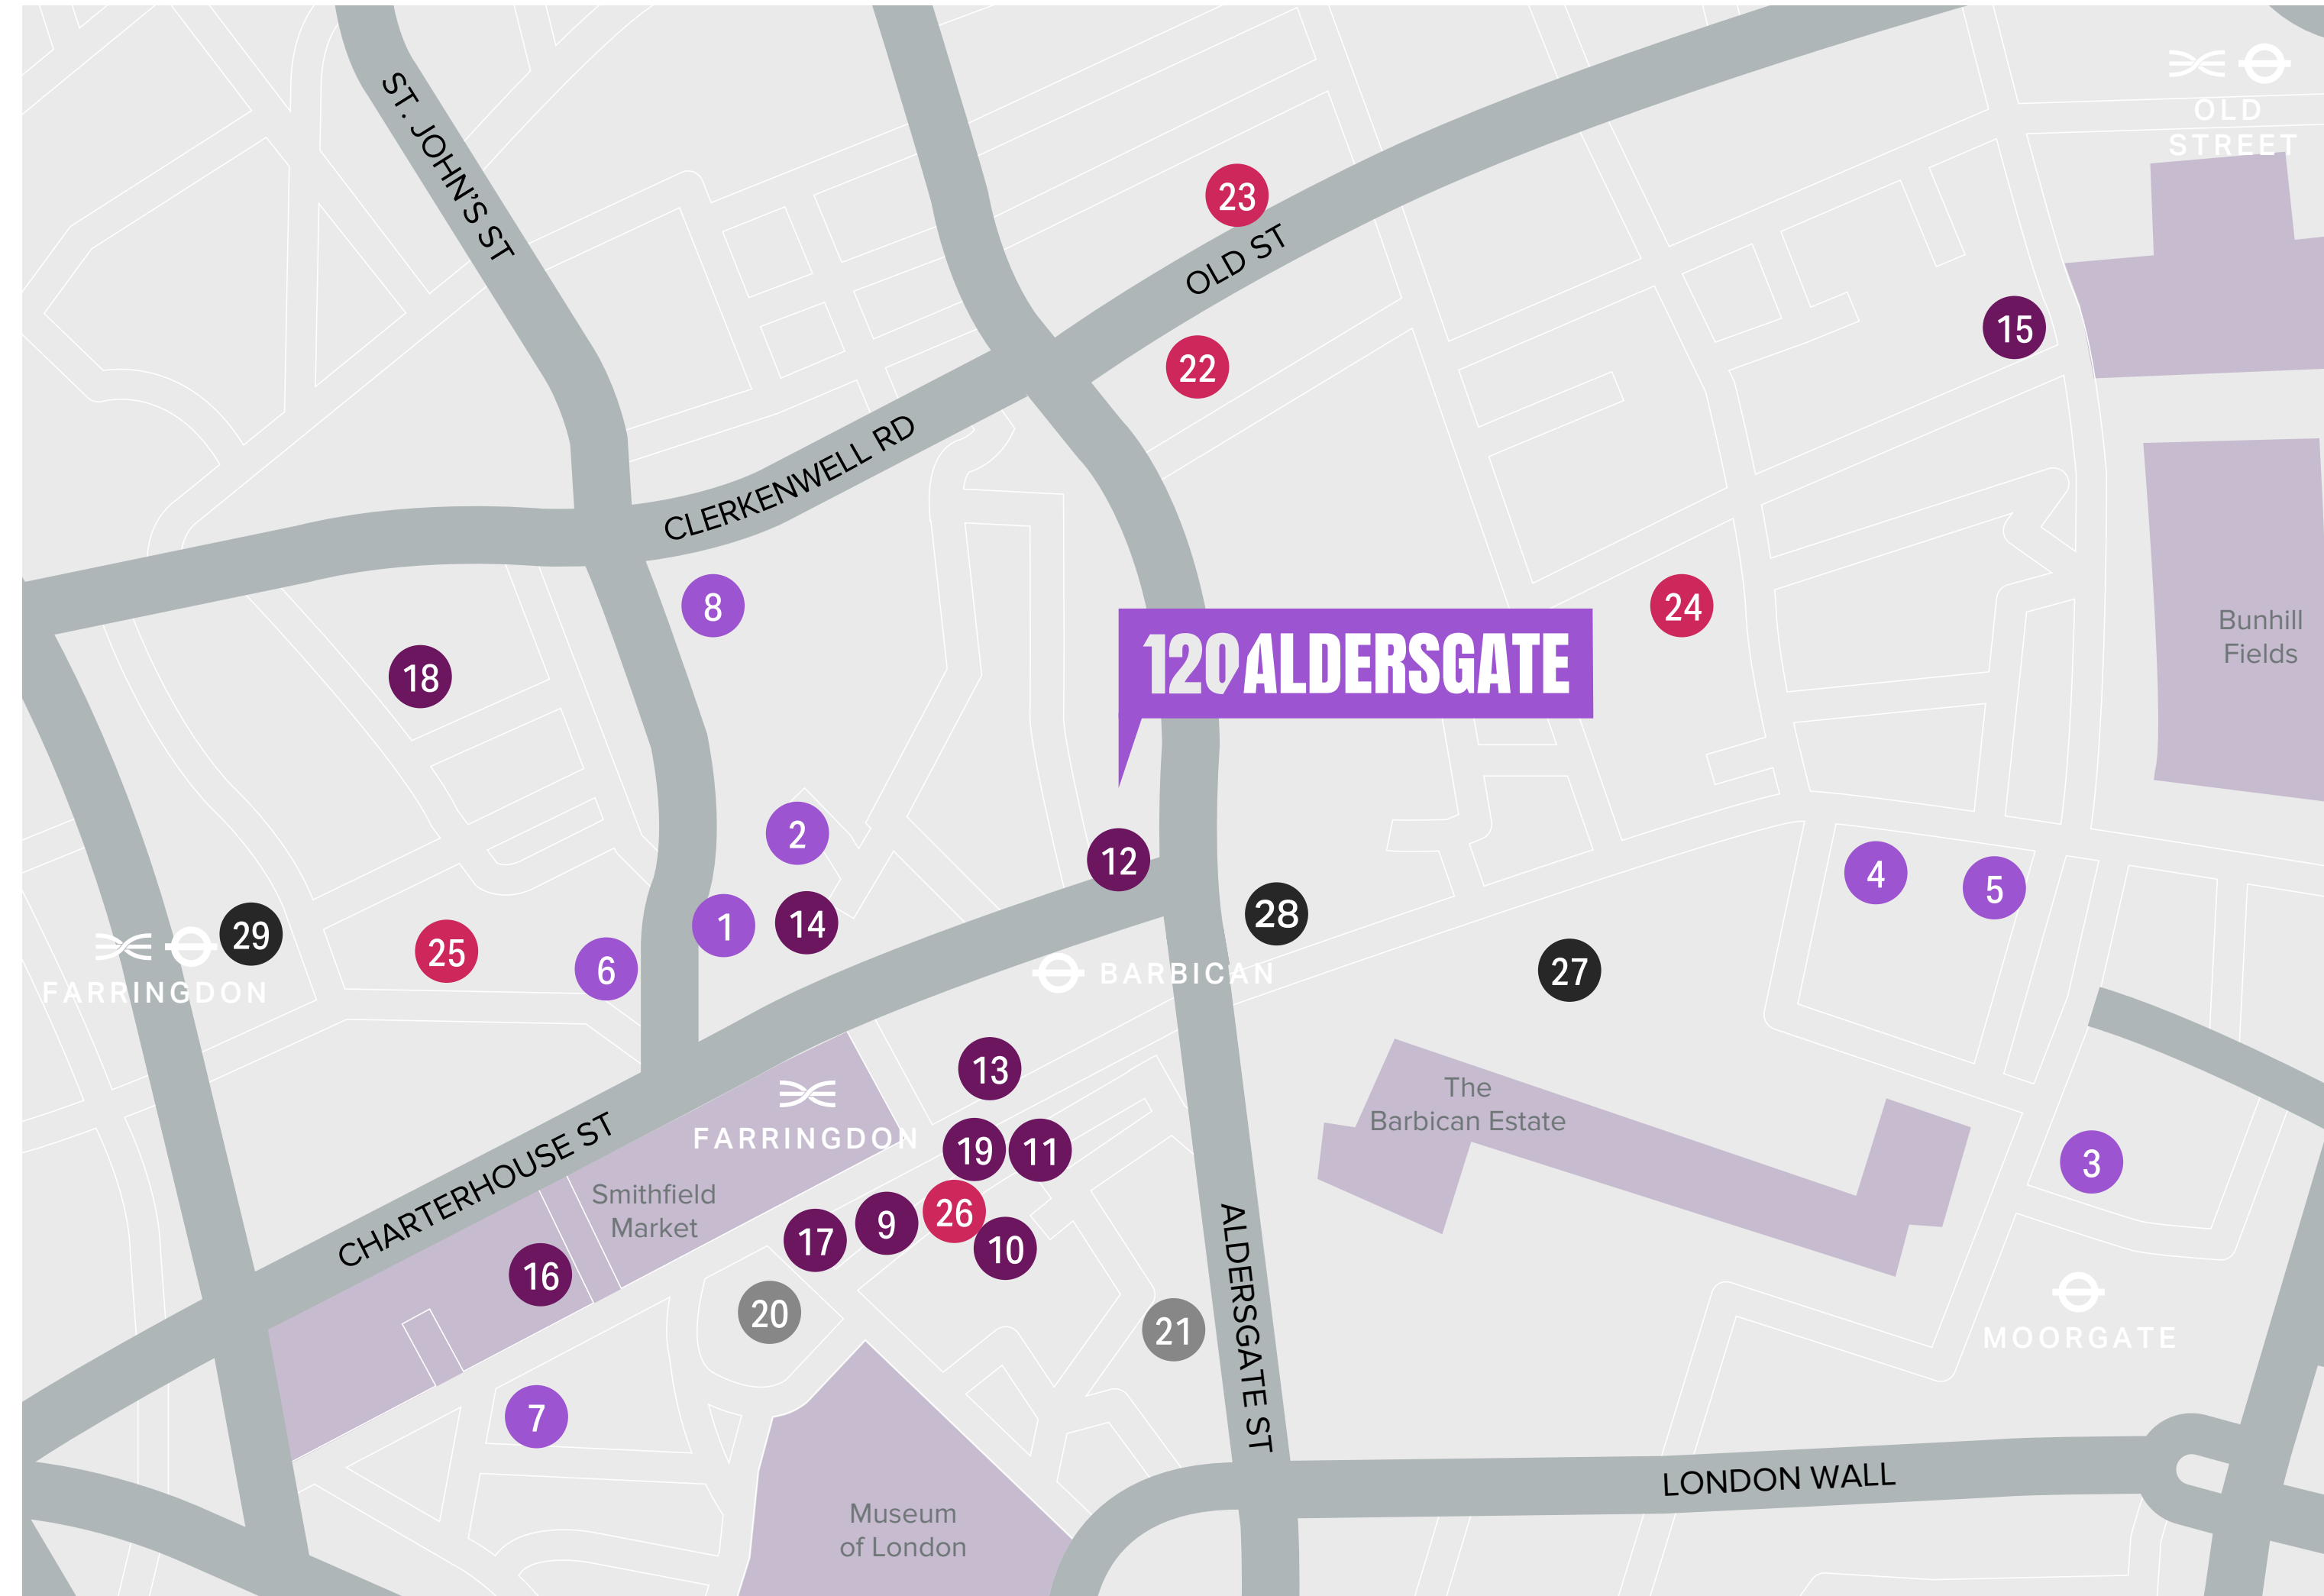 OLD
STREET
ST. JOHN'S ST
23
OLD ST
15
22
CLERKENWELL RD
8
120 ALDERSGATE
24
Bunhill
Fields
18
2
12
4
5
1
14
28
29
25
6
27
FARRINGDON
BARBICAN
13
The
Barbican Estate
FARRINGDON
19
11
3
CHARTERHOUSE ST
Smithfield
Market
17
9
26
10
16
20
21
ALDERSGATE ST
MOORGATE
7
LONDON WALL
Museum
of London